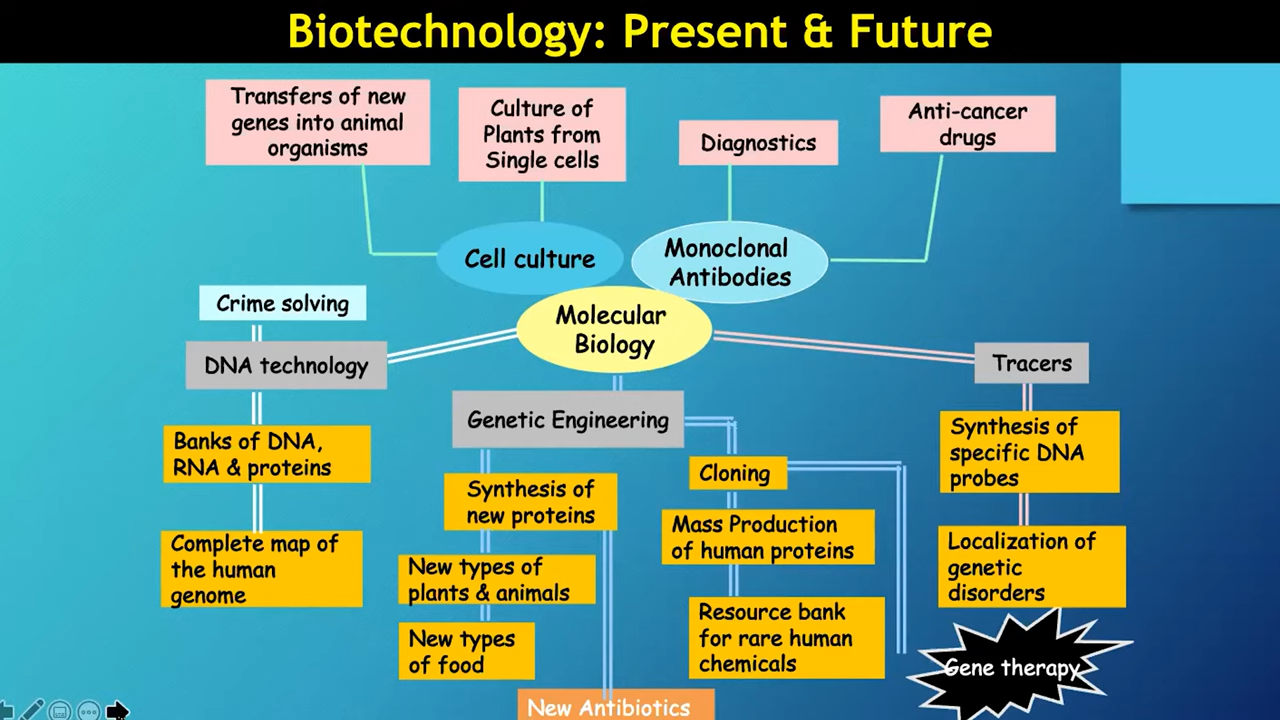 Biotechnology: Present & Future
Transfers of new
genes into animal
organisms
Culture of
Plants from
Single cells
Diagnostics
Anti-cancer
drugs
Cell culture
Monoclonal
Antibodies
Crime solving
Molecular
Biology
DNA technology
Tracers
Genetic Engineering
Banks of DNA,
RNA & proteins
Synthesis of
specific DNA
probes
Cloning
Synthesis of
new proteins
Mass Production
of human proteins
Complete map of
the human
genome
Localization of
genetic
disorders
New types of
plants & animals
Resource bank
for rare human
chemicals
New types
of food
Gene therapy
New Antibiotics